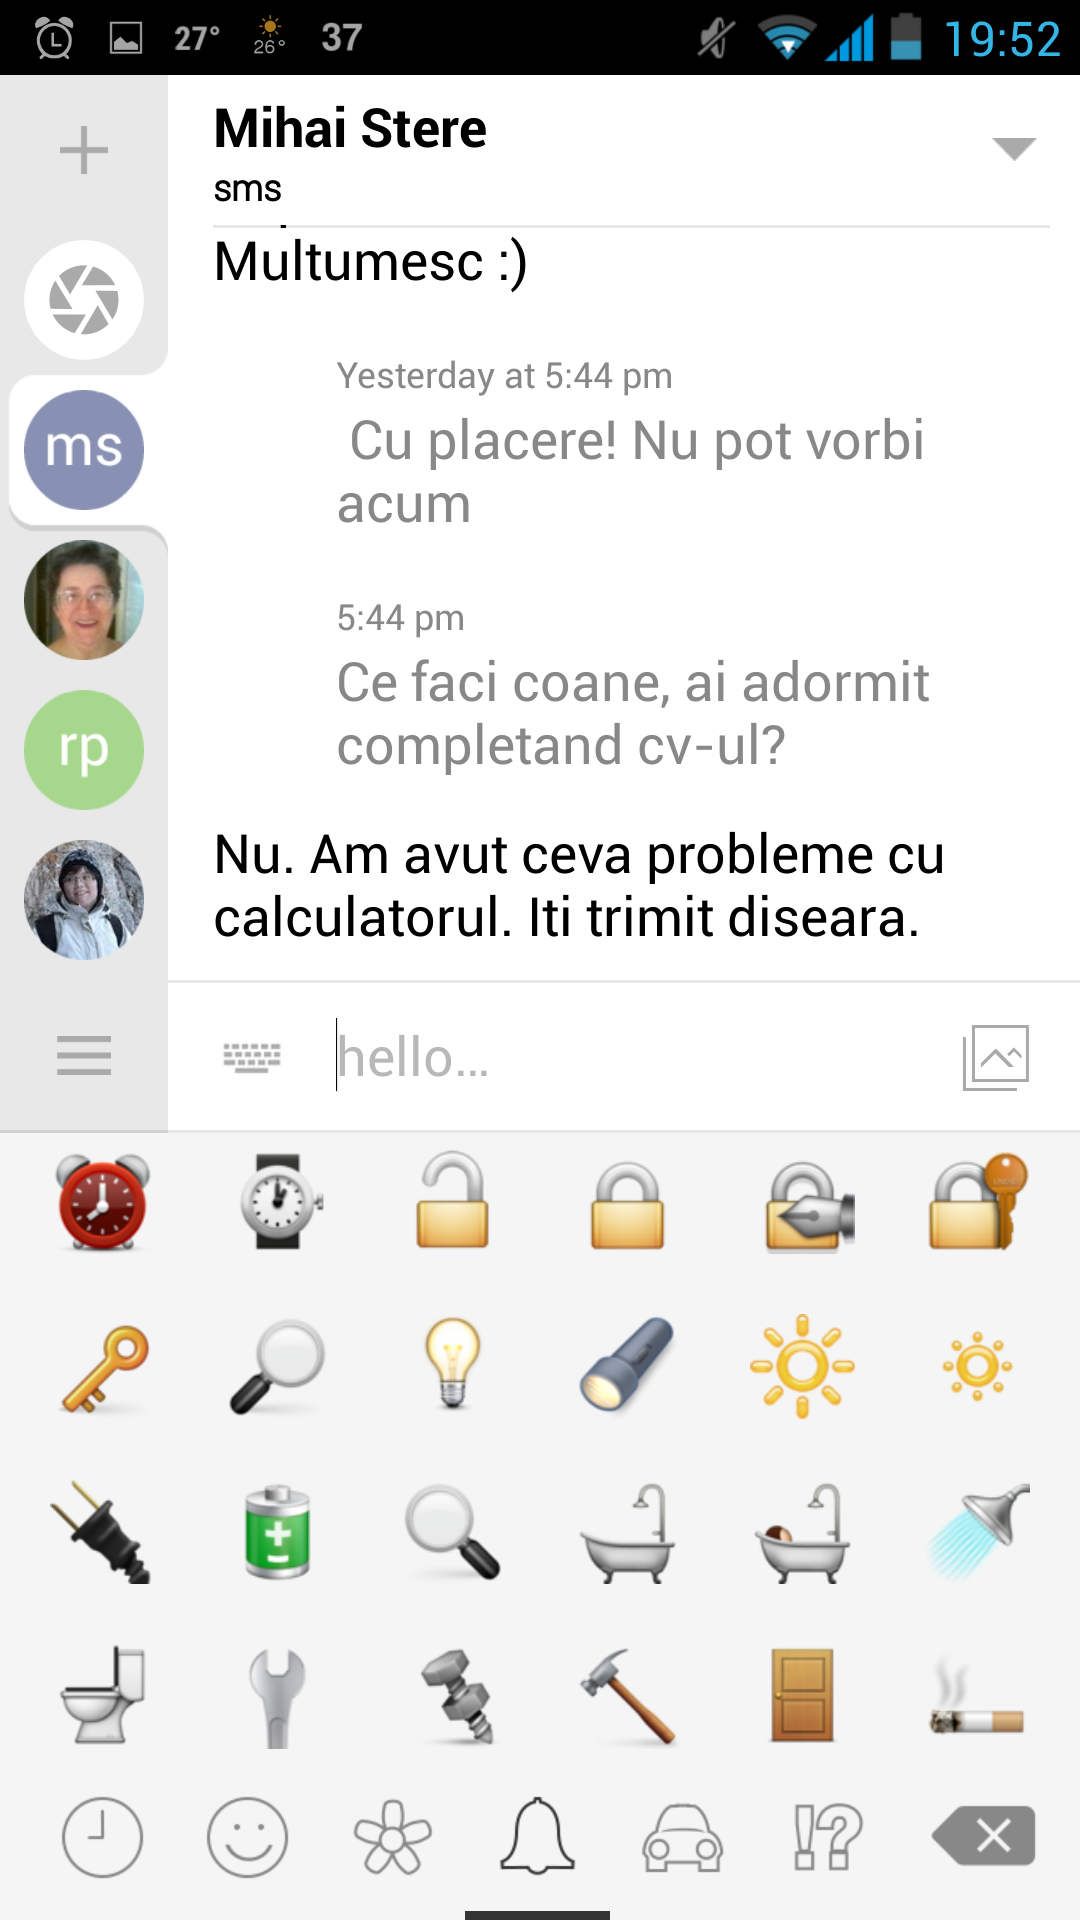 27°
26°
37
19:52
Mihai Stere
sms
Multumesc :)
Yesterday at 5:44 pm
Cu placere! Nu pot vorbi
acum
ms
5:44 pm
Ce faci coane, ai adormit
completand cv-ul?
rp
Nu. Am avut ceva probleme cu
calculatorul. Iti trimit diseara.
hello...